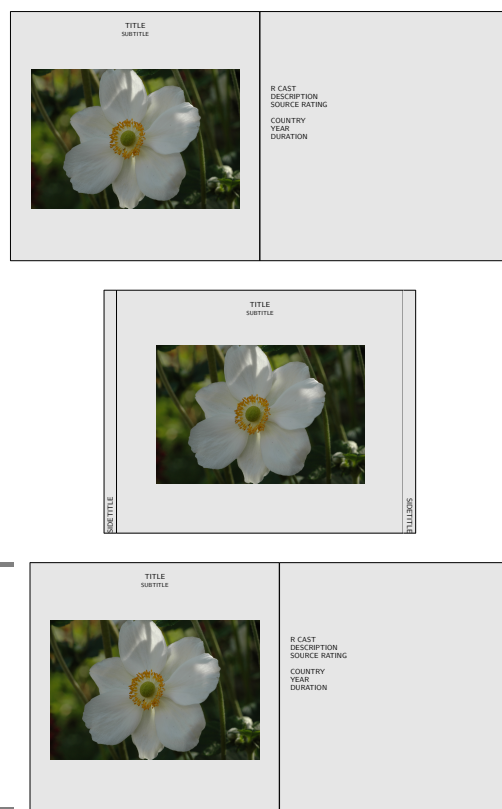 TITLE
SUBTITLE
R CAST
DESCRIPTION
SOURCE RATING
COUNTRY
YEAR
DURATION
TITLE
SUBTITLE
SIDETITLE
SIDETITLE
TITLE
SUBTITLE
R CAST
DESCRIPTION
SOURCE RATING
COUNTRY
YEAR
DURATION